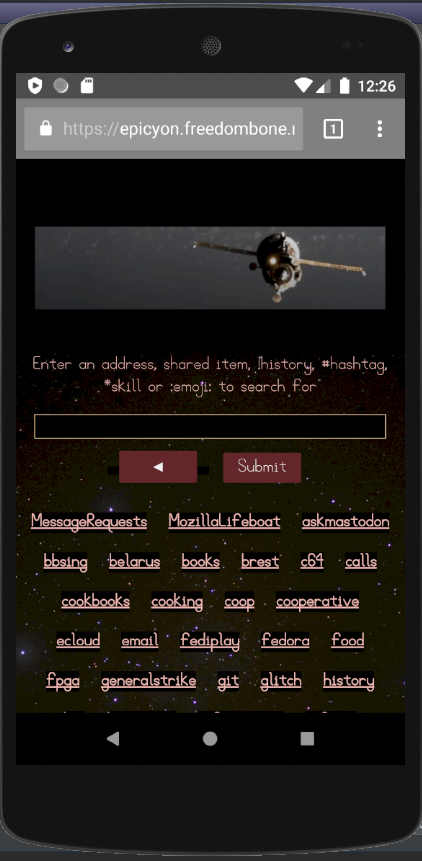 12:26
https://epicyon.freedombone.
1
Enter an address, shared item, !history, #hashtag,
*skill or :emoji: to search for
Submit
MessageRequests MozillaLifeboat askmastodon
bbsing belarus books brest c64 calls
cookbooks cooking coop cooperative
ecloud email fediplay fedora food
fpga generalstrike git glitch history